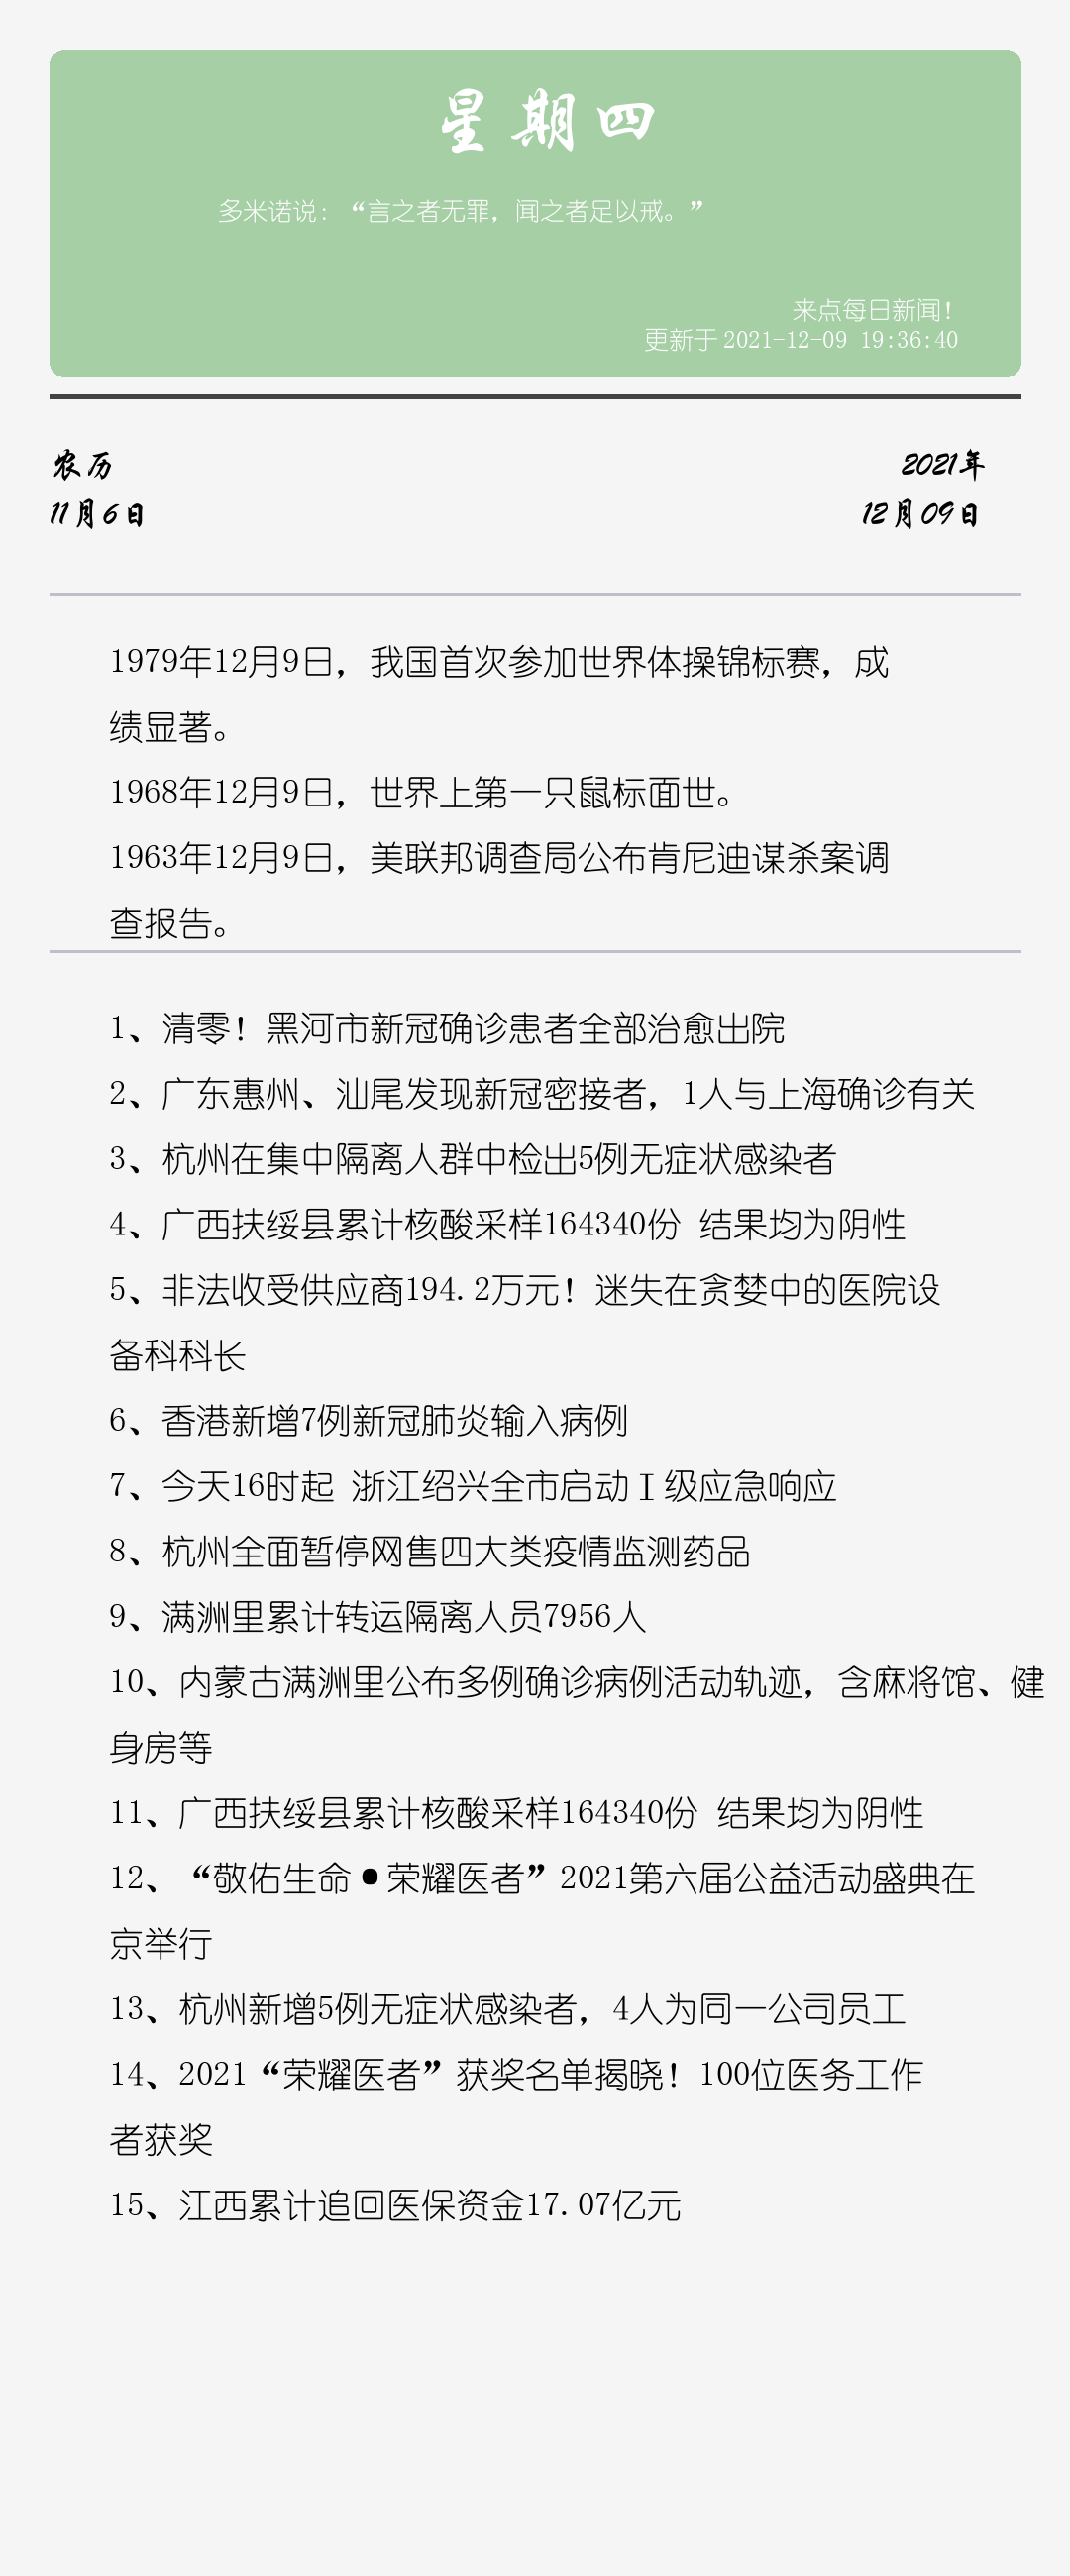 星期四
多米诺说：“言之者无罪，闻之者足以戒。”
来点每日新闻！
更新于 2021-12-09 19:36:40
农历
2021年
11月6日
12月09日
1979年12月9日，我国首次参加世界体操锦标赛，成
绩显著。
1968年12月9日，世界上第一只鼠标面世。
1963年12月9日，美联邦调查局公布肯尼迪谋杀案调
查报告。
1、清零！黑河市新冠确诊患者全部治愈出院
2、广东惠州、汕尾发现新冠密接者，1人与上海确诊有关
3、杭州在集中隔离人群中检出5例无症状感染者
4、广西扶绥县累计核酸采样164340份 结果均为阴性
5、非法收受供应商194.2万元！迷失在贪婪中的医院设
备科科长
6、香港新增7例新冠肺炎输入病例
7、今天16时起 浙江绍兴全市启动Ⅰ级应急响应
8、杭州全面暂停网售四大类疫情监测药品
9、满洲里累计转运隔离人员7956人
10、内蒙古满洲里公布多例确诊病例活动轨迹，含麻将馆、健
身房等
11、广西扶绥县累计核酸采样164340份 结果均为阴性
12、“敬佑生命•荣耀医者”2021第六届公益活动盛典在
京举行
13、杭州新增5例无症状感染者，4人为同一公司员工
14、2021“荣耀医者”获奖名单揭晓！100位医务工作
者获奖
15、江西累计追回医保资金17.07亿元